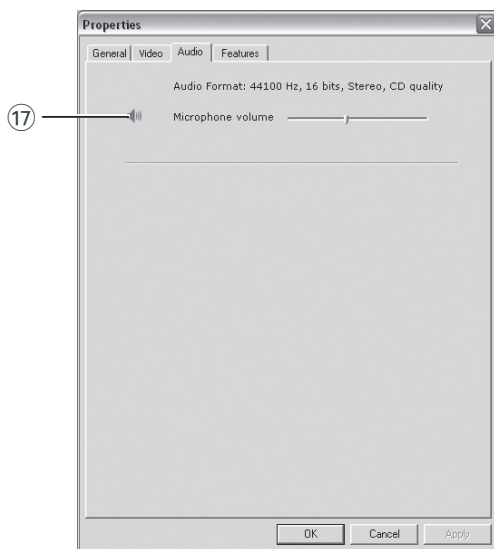 Properties
General Video Audio Features
Audio Format: 44100 Hz, 16 bits, Stereo, CD quality
17 Microphone volume
OK Cancel Apply